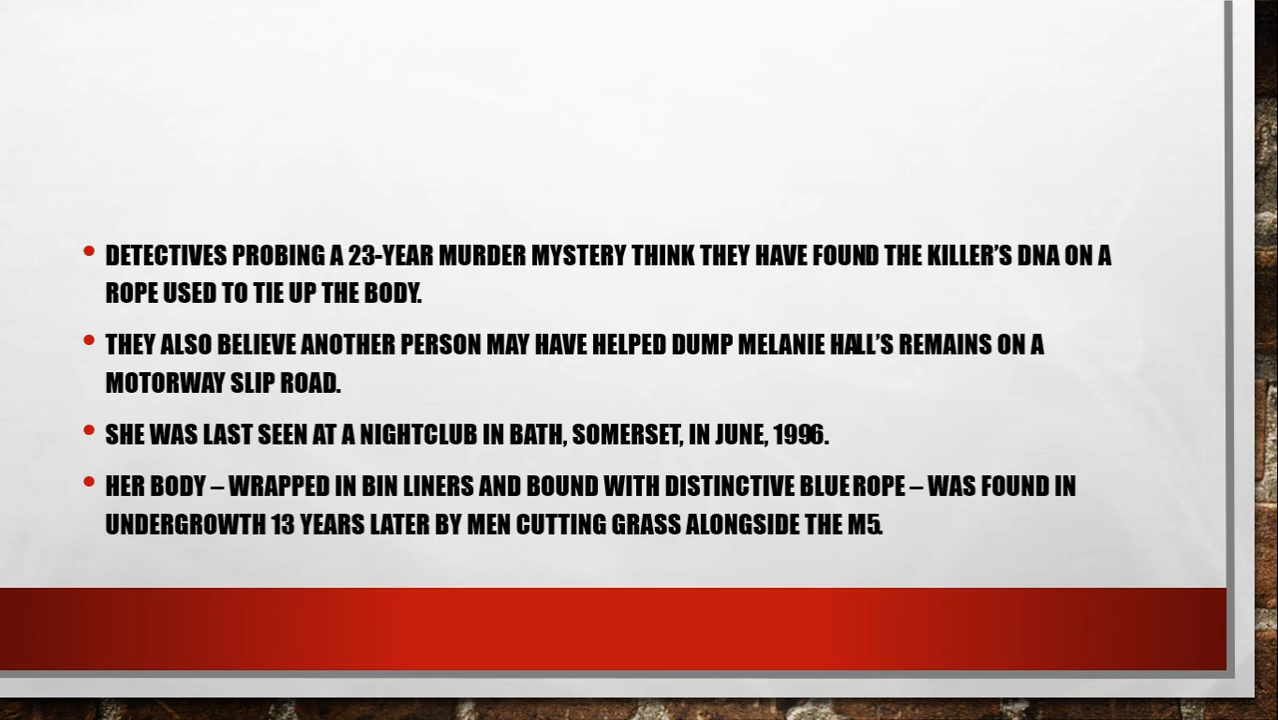 • DETECTIVES PROBING A 23-YEAR MURDER MYSTERY THINK THEY HAVE FOUND THE KILLER'S DNA ON A
ROPE USED TO TIE UP THE BODY.
• THEY ALSO BELIEVE ANOTHER PERSON MAY HAVE HELPED DUMP MELANIE HALL'S REMAINS ON A
MOTORWAY SLIP ROAD.
• SHE WAS LAST SEEN AT A NIGHTCLUB IN BATH, SOMERSET, IN JUNE, 1996.
• HER BODY – WRAPPED IN BIN LINERS AND BOUND WITH DISTINCTIVE BLUE ROPE – WAS FOUND IN
UNDERGROWTH 13 YEARS LATER BY MEN CUTTING GRASS ALONGSIDE THE M5.